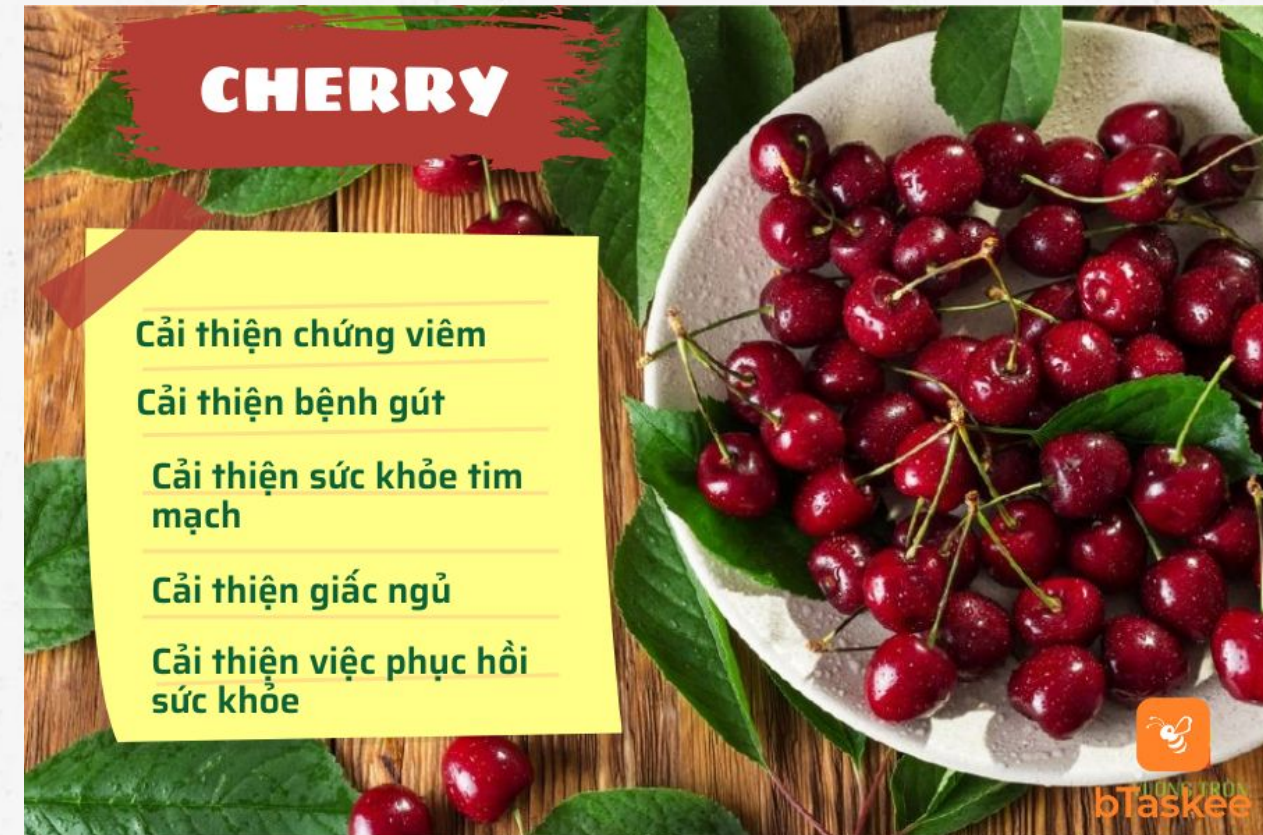 CHERRY
Cải thiện chứng viêm
Cải thiện bệnh gút
Cải thiện sức khỏe tim
mạch
Cải thiện giấc ngủ
Cải thiện việc phục hồi
sức khỏe
bTaskee